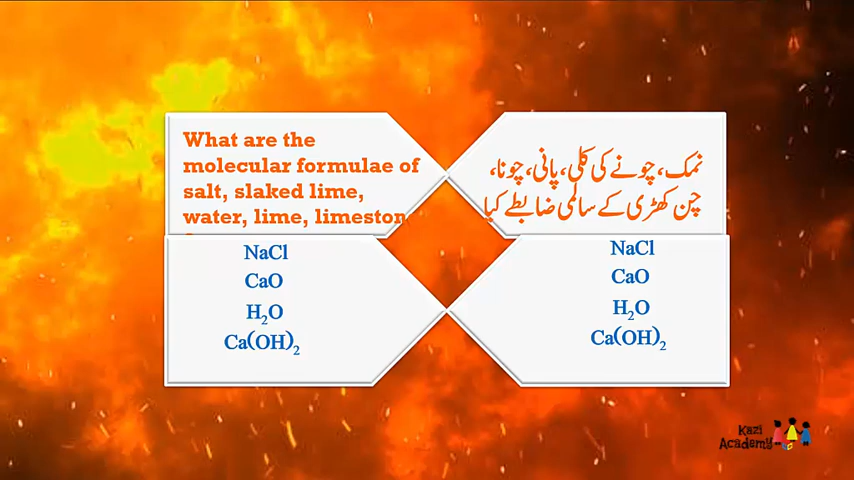 What are the
molecular formulae of
salt, slaked lime,
water, lime, limeston
نمک، چونے کی کلی، پانی، چونا،
چن کھڑی کے سالمی ضابطے کیا
NaCl
CaO
H₂O
Ca(OH)₂
NaCl
CaO
H₂O
Ca(OH)₂
Kazi
Academy